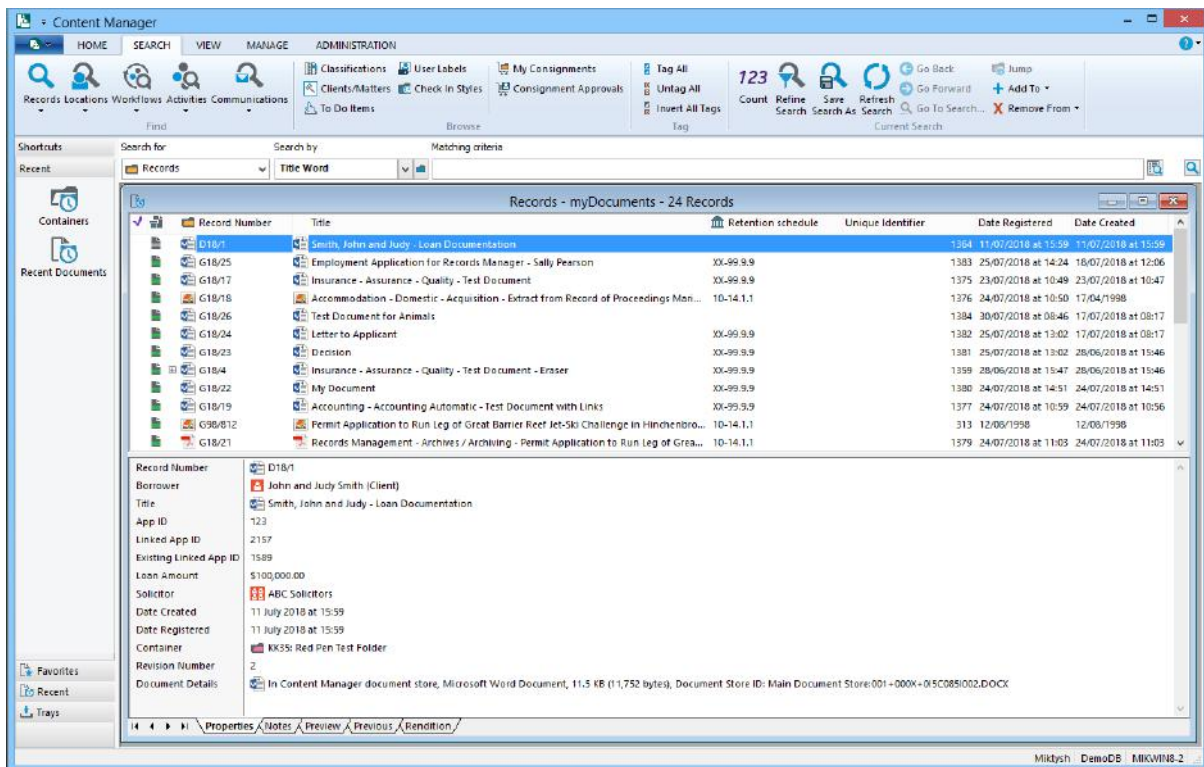 Content Manager
HOME SEARCH VIEW MANAGE ADMINISTRATION
Classifications User Labels My Consignments Tag All Go Back Jump
Clients/Matters Check In Styles Consignment Approvals Untag All 123 Go Forward Add To
Records Locations Workflows Activities Communications To Do Items Invert All Tags Count Refine Search Save Search As Refresh Search Go To Search... Remove From
Find Browse Tag Current Search
Shortcuts Search for Search by Matching criteria
Recent Records Title Word
Containers
Recent Documents
Records - myDocuments - 24 Records
Record Number Title Retention schedule Unique Identifier Date Registered Date Created
D18/1 Smith, John and Judy - Loan Documentation 1364 11/07/2018 at 15:59 11/07/2018 at 15:59
G18/25 Employment Application for Records Manager - Sally Pearson XX-99.9.9 1383 25/07/2018 at 14:24 18/07/2018 at 12:06
G18/17 Insurance - Assurance - Quality - Test Document XX-99.9.9 1375 23/07/2018 at 10:49 23/07/2018 at 10:47
G18/18 Accommodation - Domestic - Acquisition - Extract from Record of Proceedings Mari... 10-14.1.1 1376 24/07/2018 at 10:50 17/04/1998
G18/26 Test Document for Animals 1384 30/07/2018 at 08:46 17/07/2018 at 08:17
G18/24 Letter to Applicant XX-99.9.9 1382 25/07/2018 at 13:02 17/07/2018 at 08:17
G18/23 Decision XX-99.9.9 1381 25/07/2018 at 13:02 28/06/2018 at 15:46
G18/4 Insurance - Assurance - Quality - Test Document - Eraser XX-99.9.9 1359 28/06/2018 at 15:47 28/06/2018 at 15:46
G18/22 My Document XX-99.9.9 1380 24/07/2018 at 14:51 24/07/2018 at 14:51
G18/19 Accounting - Accounting Automatic - Test Document with Links XX-99.9.9 1377 24/07/2018 at 10:59 24/07/2018 at 10:56
G98/812 Permit Application to Run Leg of Great Barrier Reef Jet-Ski Challenge in Hinchenbro... 10-14.1.1 313 12/08/1998 12/08/1998
G18/21 Records Management - Archives / Archiving - Permit Application to Run Leg of Grea... 10-14.1.1 1379 24/07/2018 at 11:03 24/07/2018 at 11:03
Record Number D18/1
Borrower John and Judy Smith (Client)
Title Smith, John and Judy - Loan Documentation
App ID 123
Linked App ID 2157
Existing Linked App ID 1589
Loan Amount $100,000.00
Solicitor ABC Solicitors
Date Created 11 July 2018 at 15:59
Date Registered 11 July 2018 at 15:59
Container KK35: Red Pen Test Folder
Revision Number 2
Document Details In Content Manager document store, Microsoft Word Document, 11.5 KB (11,752 bytes), Document Store ID: Main Document
Favorites
Recent
Trays
Properties Notes Preview Previous Rendition
Miktysh DemoDB MIKWIN8-2